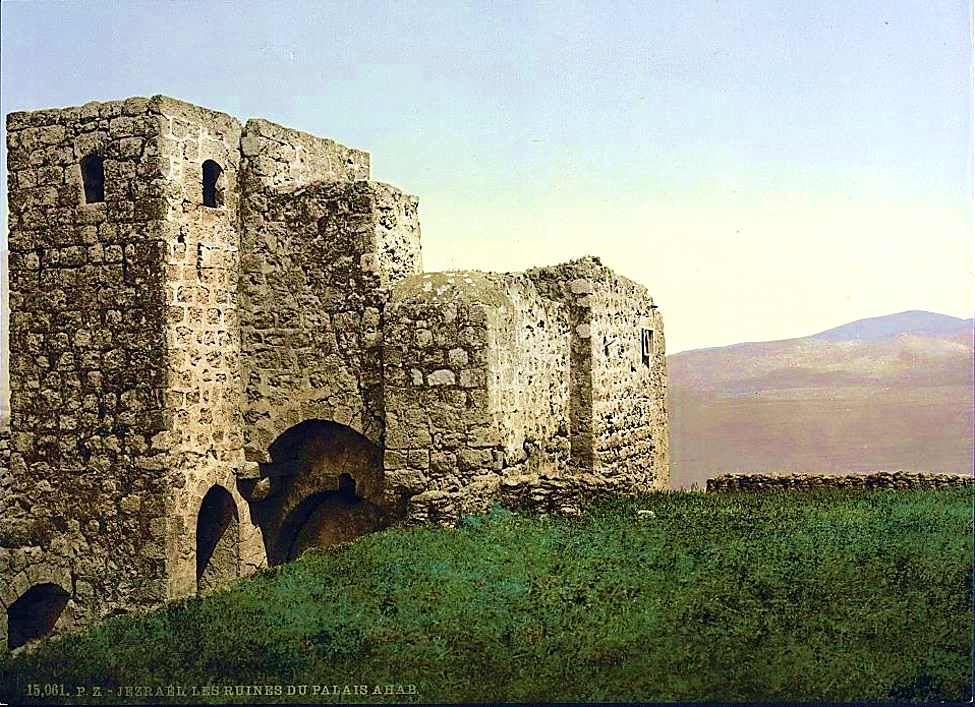 15,061. P. Z - JEZRAËL. LES RUINES DU PALAIS AHAB.